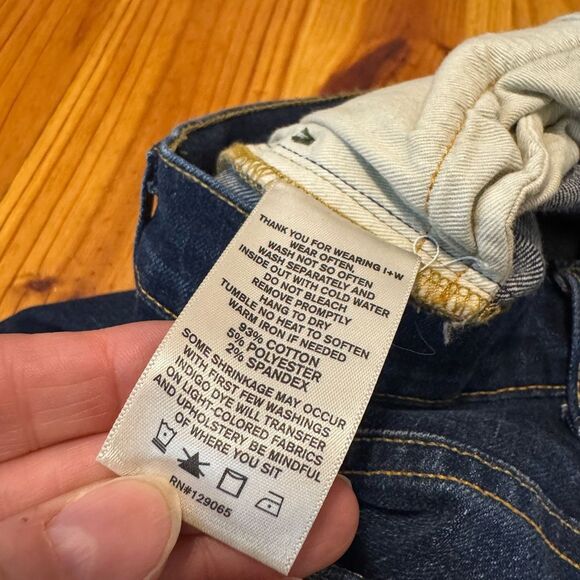 THANK YOU FOR WEARING I+W
WEAR OFTEN,
WASH NOT SO OFTEN
WASH SEPARATELY AND
INSIDE OUT WITH COLD WATER
DO NOT BLEACH
REMOVE PROMPTLY
HANG TO DRY
TUMBLE NO HEAT TO SOFTEN
WARM IRON IF NEEDED
93% COTTON
5% POLYESTER
2% SPANDEX
SOME SHRINKAGE MAY OCCUR
WITH FIRST FEW WASHINGS
INDIGO DYE WILL TRANSFER
ON LIGHT-COLORED FABRICS
AND UPHOLSTERY BE MINDFUL
OF WHERE YOU SIT
RN#129065